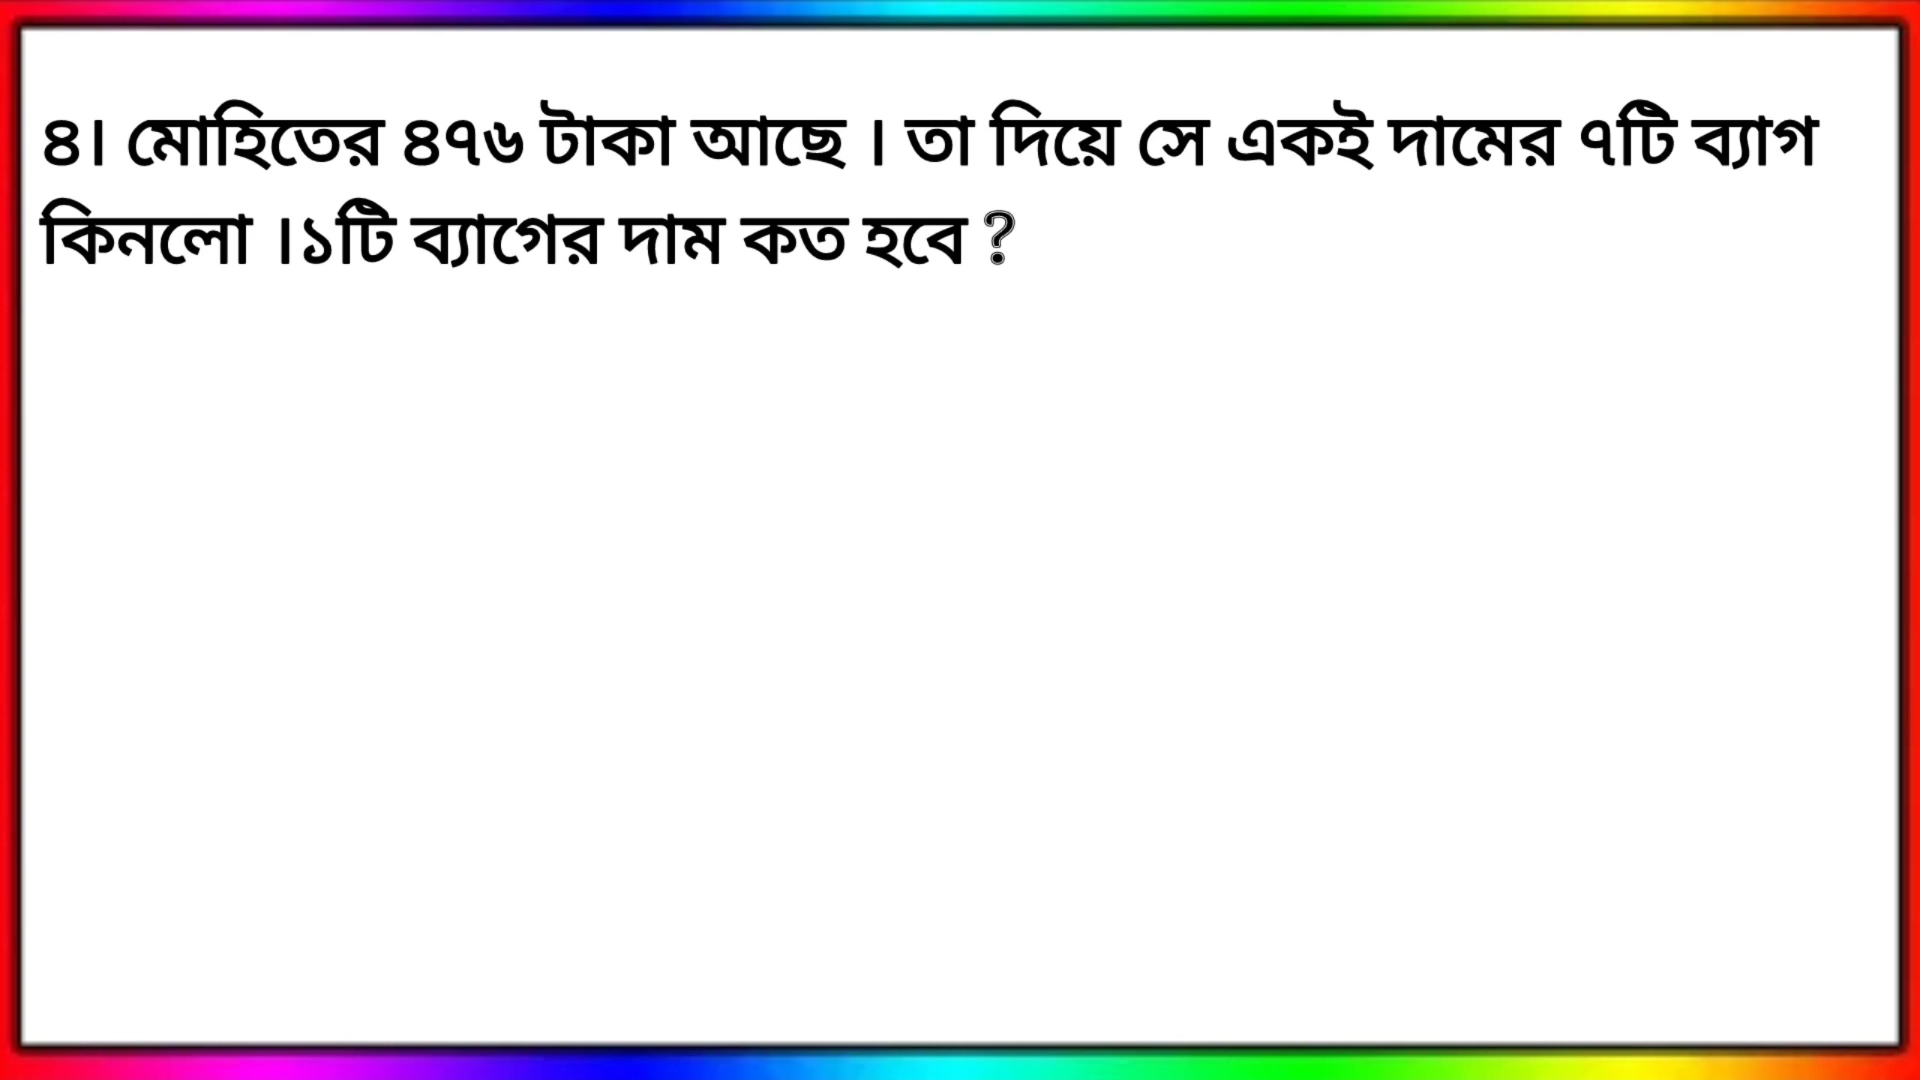 ৪। মোহিতের ৪৭৬ টাকা আছে । তা দিয়ে সে একই দামের ৭টি ব্যাগ
কিনলো ।১টি ব্যাগের দাম কত হবে ?